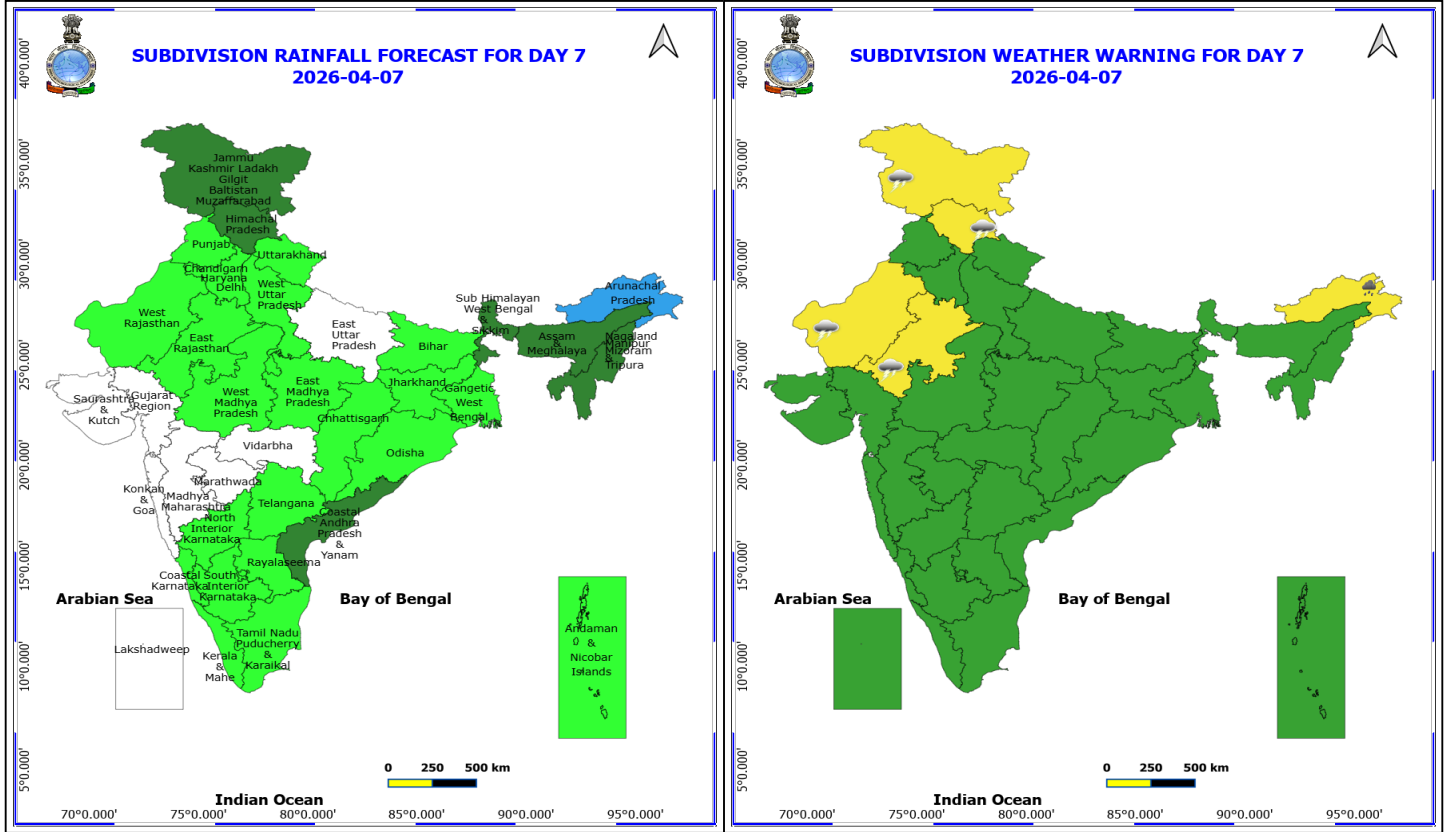 SUBDIVISION RAINFALL FORECAST FOR DAY 7
2026-04-07
40°0.000'
35°0.000'
30°0.000'
25°0.000'
20°0.000'
15°0.000'
10°0.000'
5°0.000'
Jammu
Kashmir Ladakh
Gilgit
Baltistan
Muzaffarabad
Himachal
Pradesh
Punjab
Uttarakhand
Chandigarh
Haryana
Delhi
West
Uttar
Pradesh
West
Rajasthan
East
Rajasthan
East
Uttar
Pradesh
Sub Himalayan
West Bengal
&
Sikkim
Arunachal
Pradesh
Assam
&
Meghalaya
Nagaland
Manipur
Mizoram
&
Tripura
Bihar
Jharkhand
Gangetic
West
Bengal
Saurashtra
&
Kutch
Gujarat
Region
West
Madhya
Pradesh
East
Madhya
Pradesh
Chhattisgarh
Vidarbha
Odisha
Konkan
&
Goa
Madhya
Maharashtra
Marathwada
Telangana
North
Interior
Karnataka
Coastal
Andhra
Pradesh
&
Yanam
Rayalaseema
Coastal
Karnataka
South
Interior
Karnataka
Arabian Sea
Bay of Bengal
Lakshadweep
Kerala
&
Mahe
Tamil Nadu
Puducherry
&
Karaikal
Andaman
&
Nicobar
Islands
0 250 500 km
Indian Ocean
70°0.000' 75°0.000' 80°0.000' 85°0.000' 90°0.000' 95°0.000'
SUBDIVISION WEATHER WARNING FOR DAY 7
2026-04-07
40°0.000'
35°0.000'
30°0.000'
25°0.000'
20°0.000'
15°0.000'
10°0.000'
5°0.000'
Arabian Sea
Bay of Bengal
0 250 500 km
Indian Ocean
70°0.000' 75°0.000' 80°0.000' 85°0.000' 90°0.000' 95°0.000'